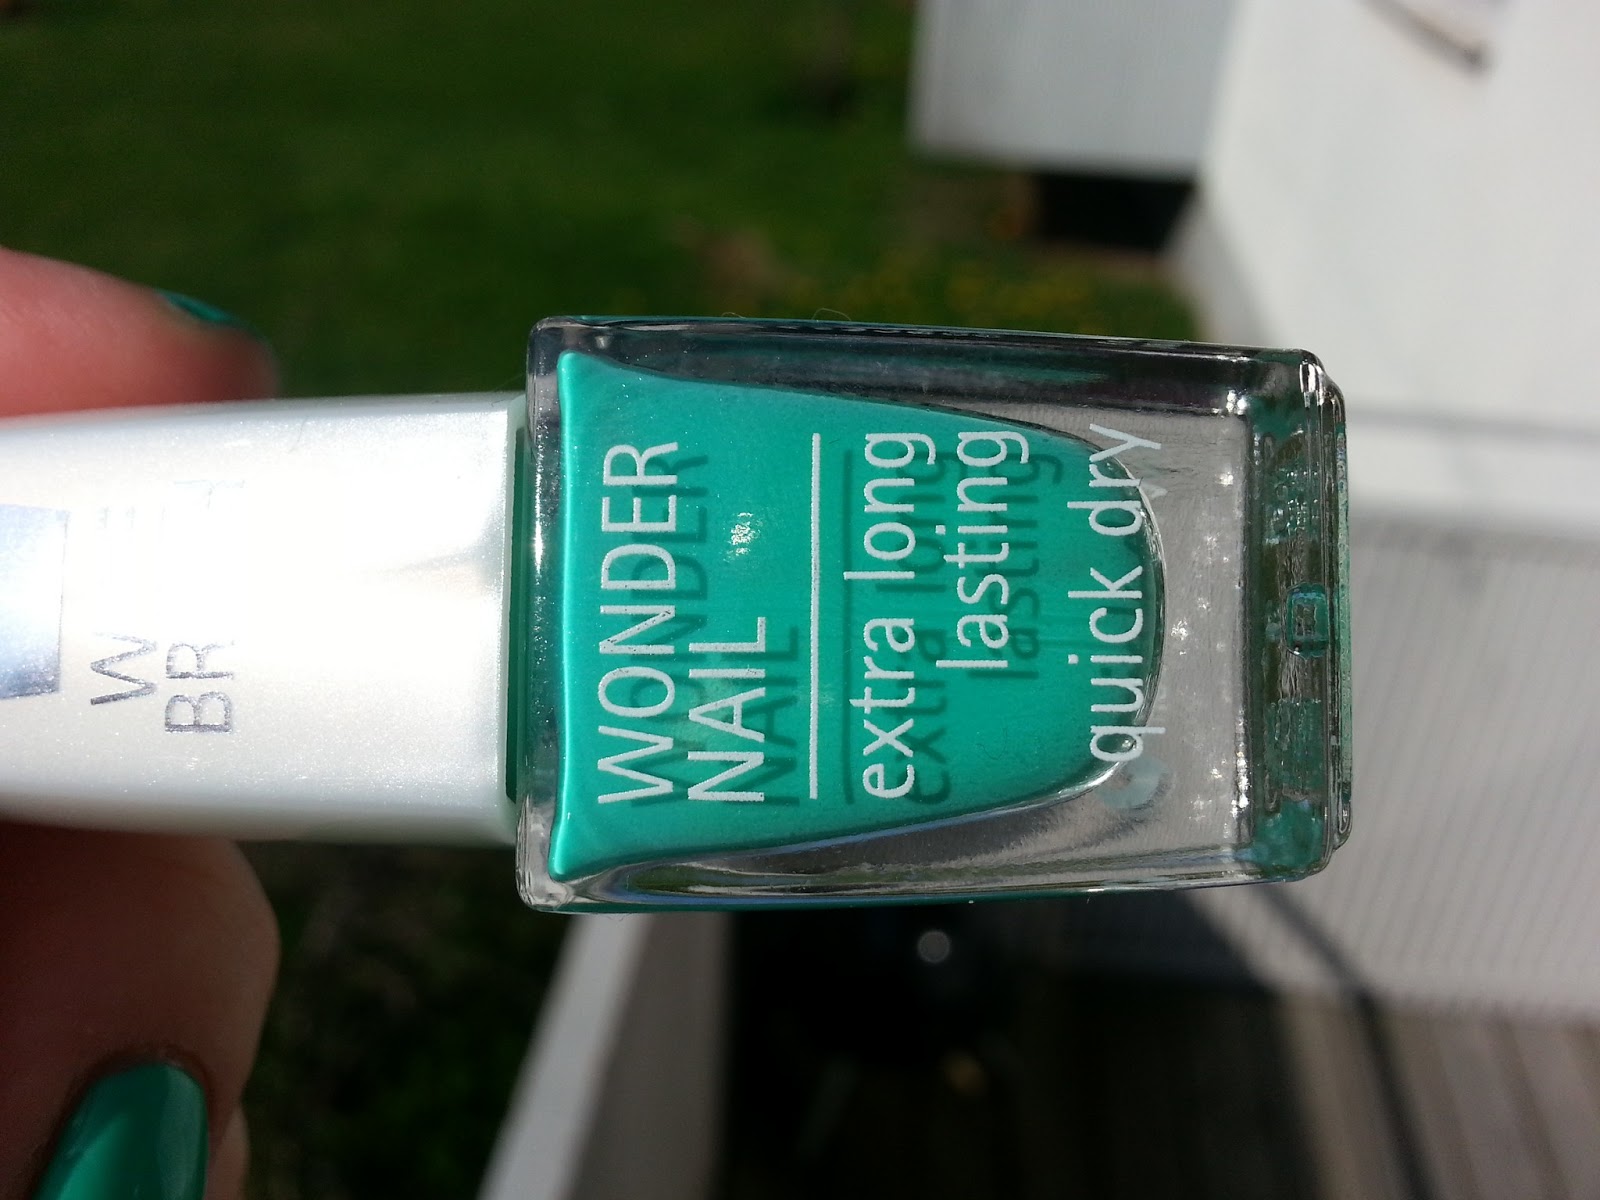 WONDER
NAIL
extra long
lasting
quick dry